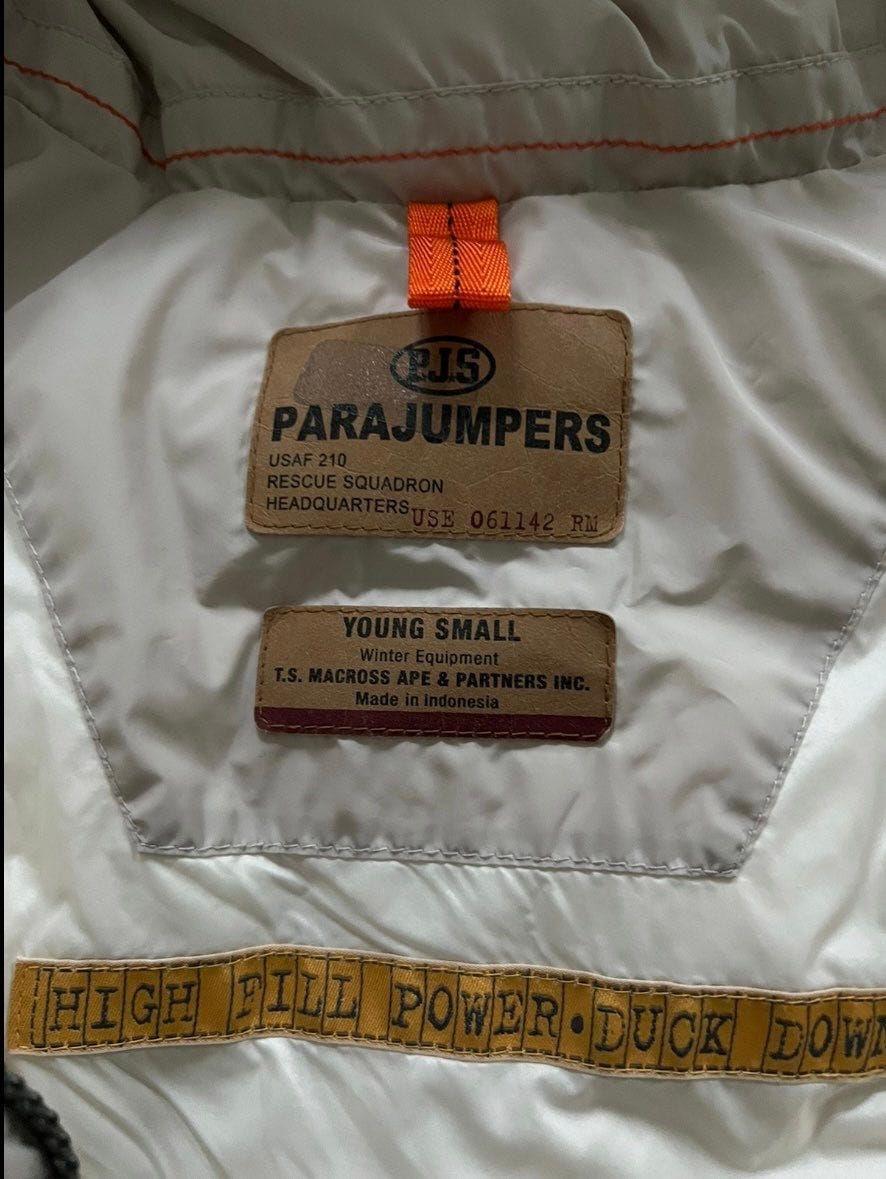 P.J.S
PARAJUMPERS
USAF 210
RESCUE SQUADRON
HEADQUARTERS
USE 061142 RM
YOUNG SMALL
Winter Equipment
T.S. MACROSS APE & PARTNERS INC.
Made in Indonesia
HIGH FILL POWER • DUCK DOWN